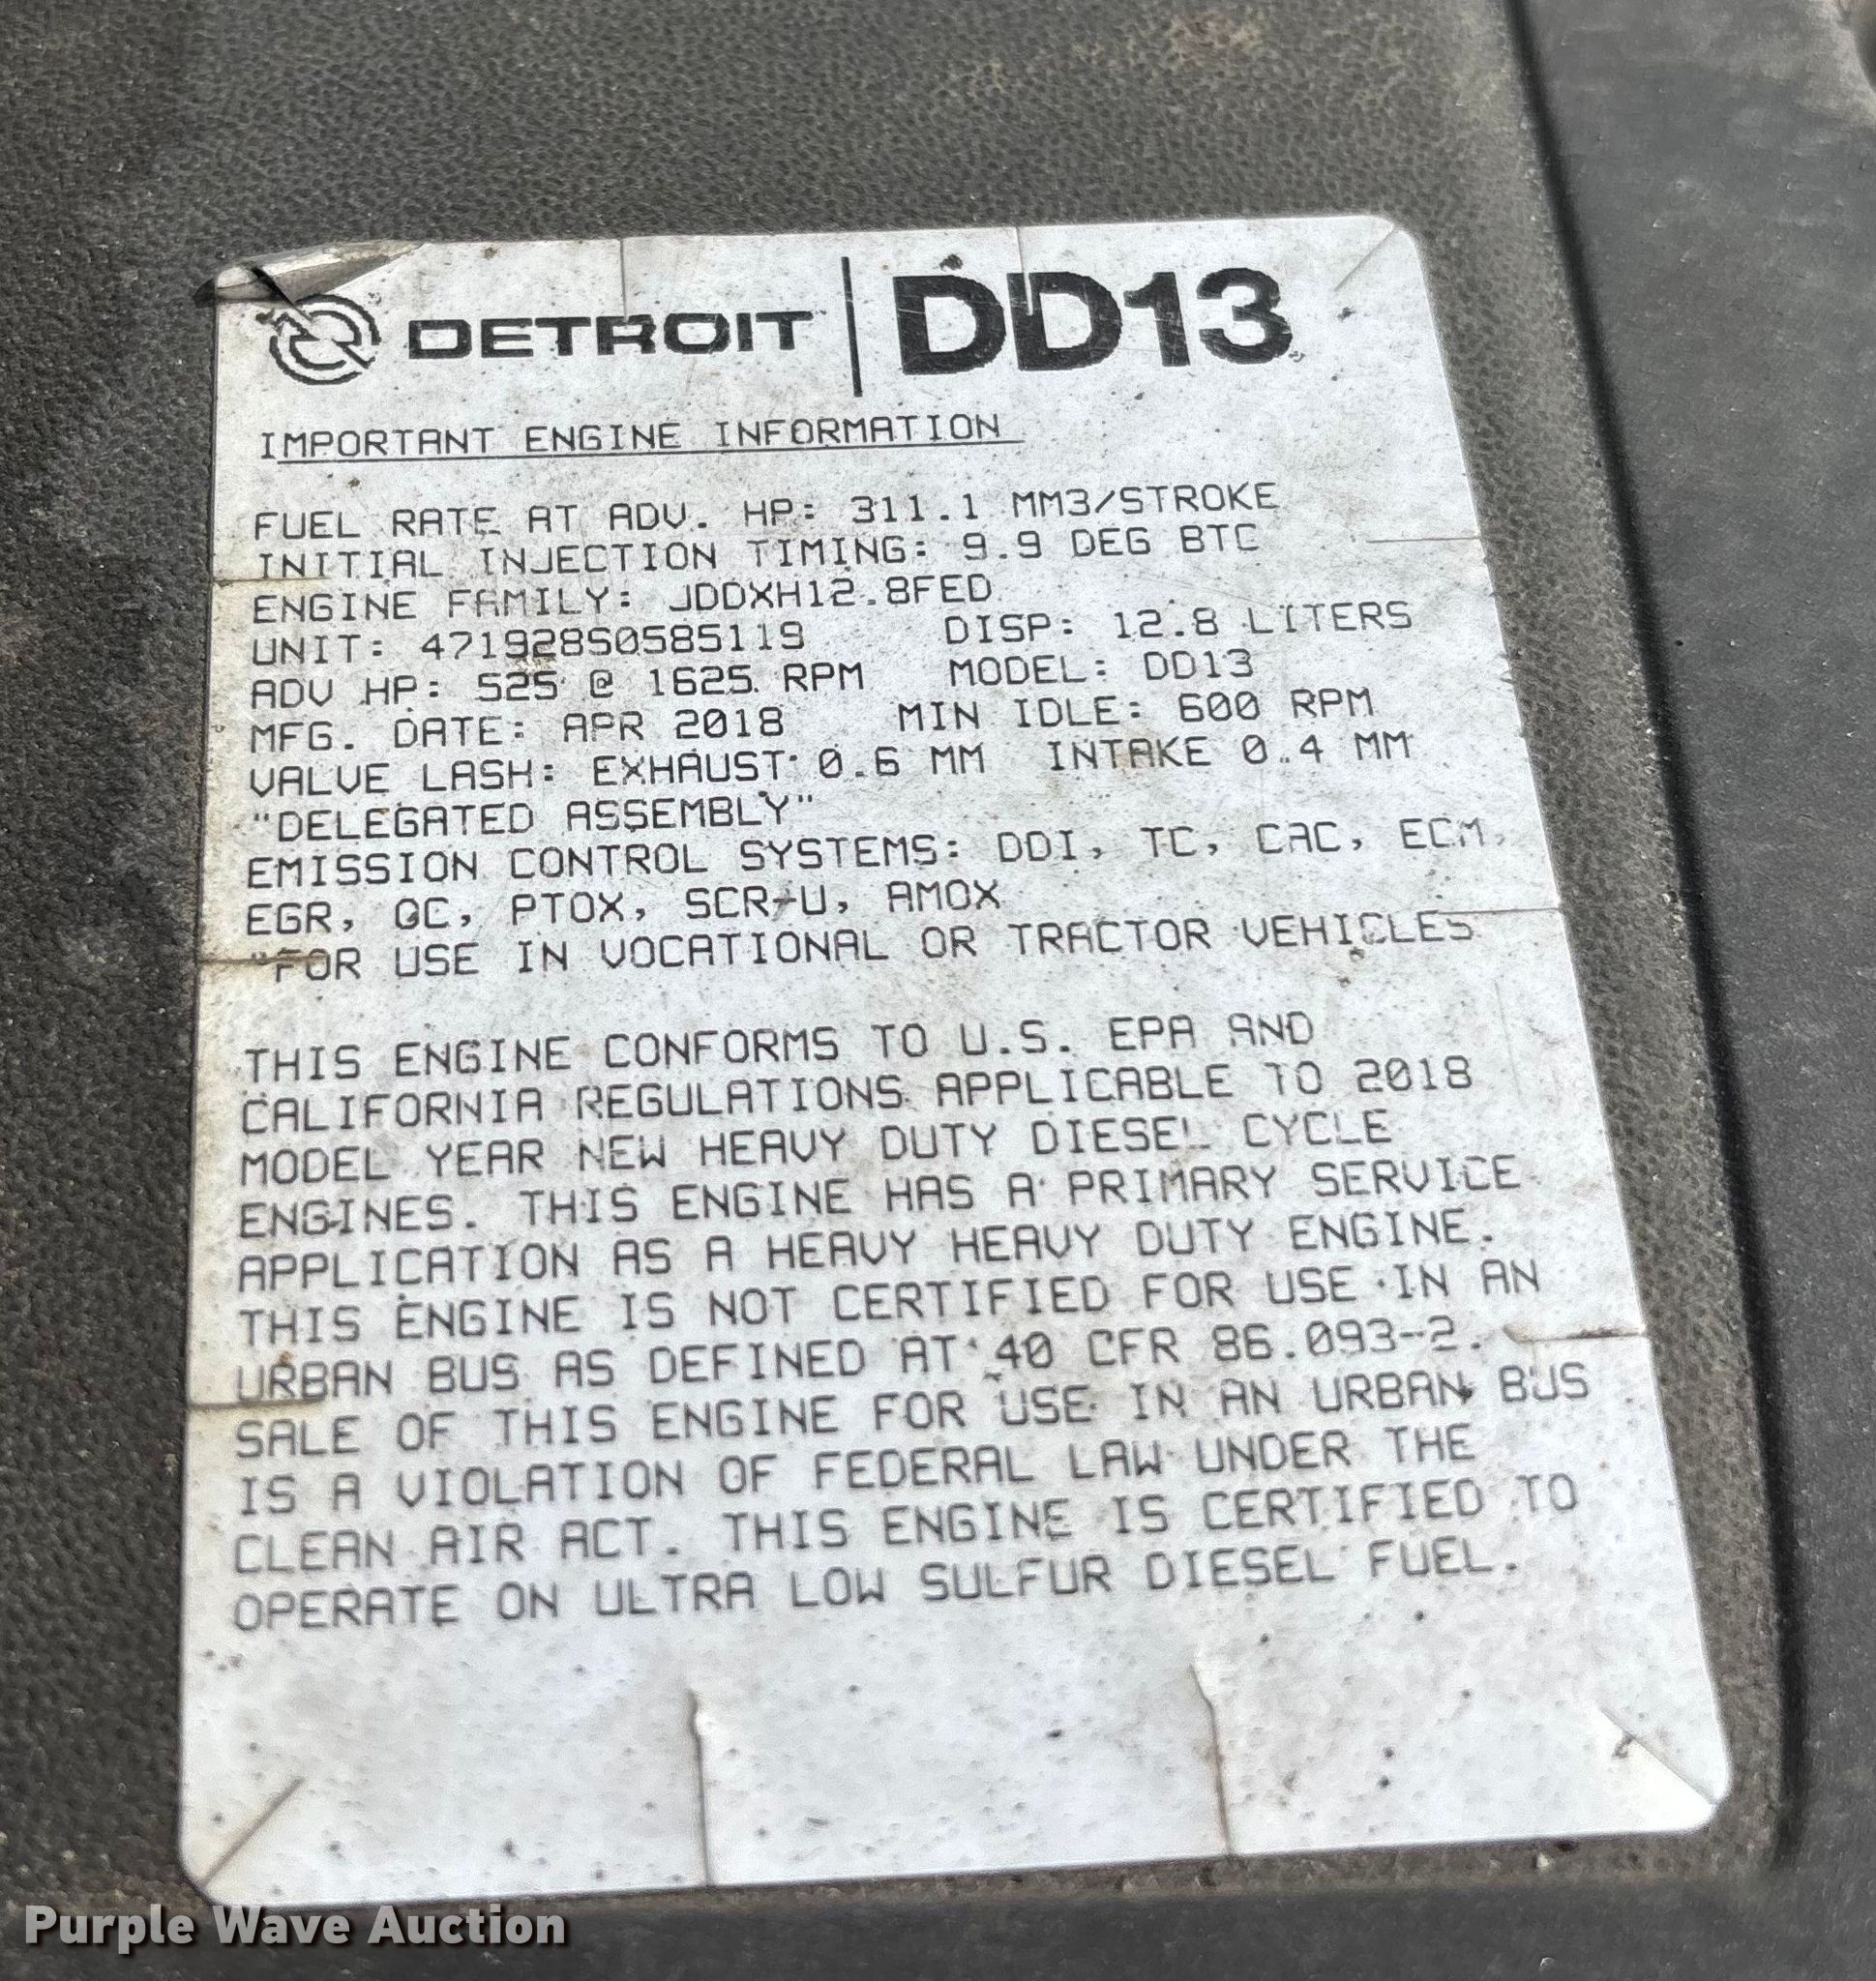 DETROIT | DD13
IMPORTANT ENGINE INFORMATION
FUEL RATE AT ADV. HP: 311.1 MM3/STROKE
INITIAL INJECTION TIMING: 9.9 DEG BTC
ENGINE FAMILY: JDDXH12.8FED
UNIT: 471928S0585119 DISP: 12.8 LITERS
ADV HP: 525 @ 1625 RPM MODEL: DD13
MFG. DATE: APR 2018 MIN IDLE: 600 RPM
VALVE LASH: EXHAUST 0.6 MM INTAKE 0.4 MM
"DELEGATED ASSEMBLY"
EMISSION CONTROL SYSTEMS: DDI, TC, CAC, ECM,
EGR, OC, PTOX, SCR-U, AMOX
"FOR USE IN VOCATIONAL OR TRACTOR VEHICLES
THIS ENGINE CONFORMS TO U.S. EPA AND
CALIFORNIA REGULATIONS APPLICABLE TO 2018
MODEL YEAR NEW HEAVY DUTY DIESEL CYCLE
ENGINES. THIS ENGINE HAS A PRIMARY SERVICE
APPLICATION AS A HEAVY HEAVY DUTY ENGINE.
THIS ENGINE IS NOT CERTIFIED FOR USE IN AN
URBAN BUS AS DEFINED AT 40 CFR 86.093-2.
SALE OF THIS ENGINE FOR USE IN AN URBAN BUS
IS A VIOLATION OF FEDERAL LAW UNDER THE
CLEAN AIR ACT. THIS ENGINE IS CERTIFIED TO
OPERATE ON ULTRA LOW SULFUR DIESEL FUEL.
Purple Wave Auction